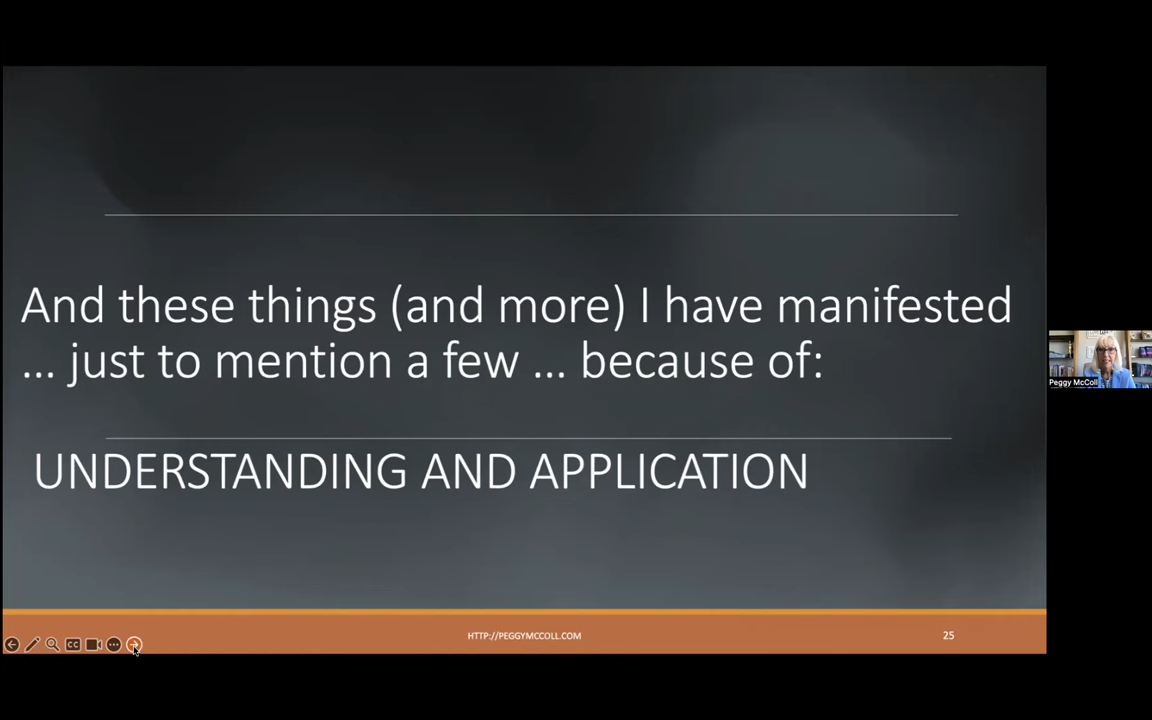 And these things (and more) I have manifested
... just to mention a few ... because of:
UNDERSTANDING AND APPLICATION
Peggy McColl
HTTP://PEGGYMCCOLL.COM
25
CC